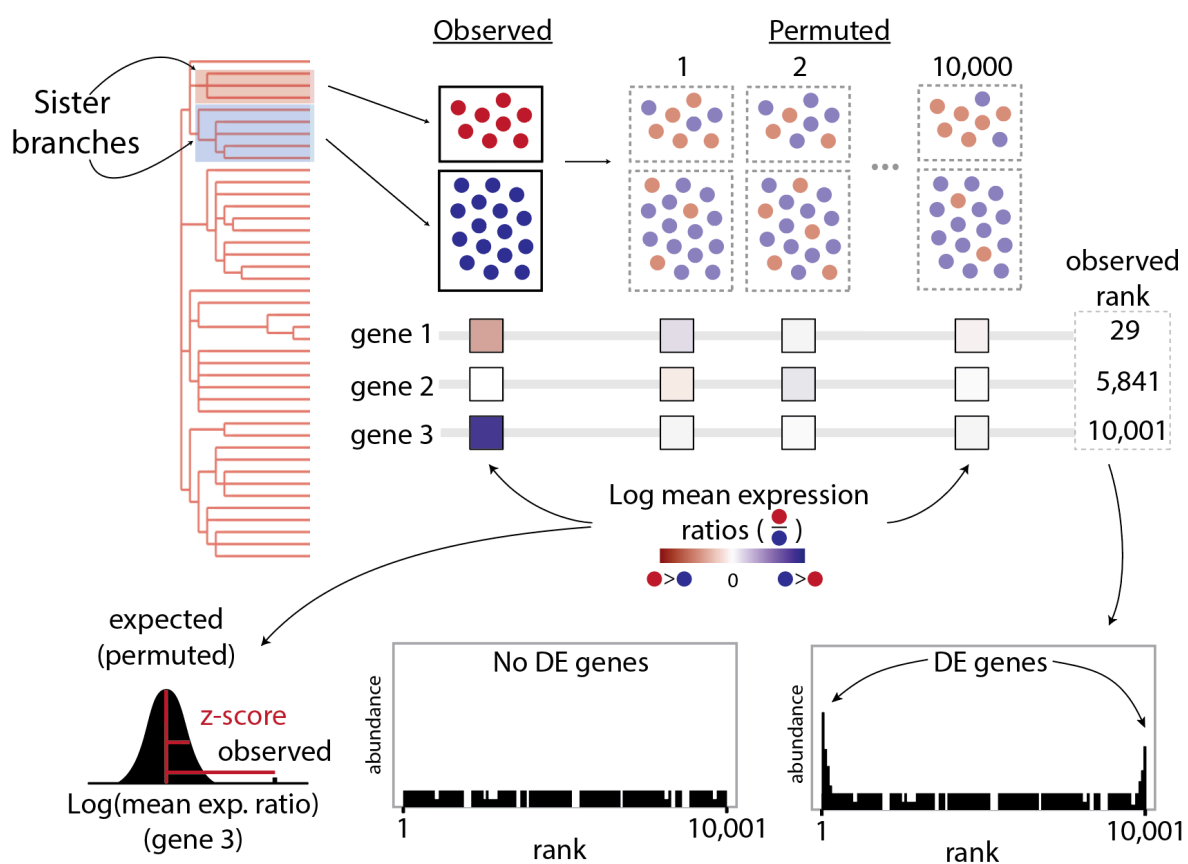 Observed
Permuted
1
2
10,000
Sister
branches
...
observed
rank
gene 1
29
gene 2
5,841
gene 3
10,001
Log mean expression
ratios ( )
> 0 >
expected
(permuted)
z-score
observed
Log(mean exp. ratio)
(gene 3)
No DE genes
abundance
1
10,001
rank
DE genes
abundance
1
10,001
rank